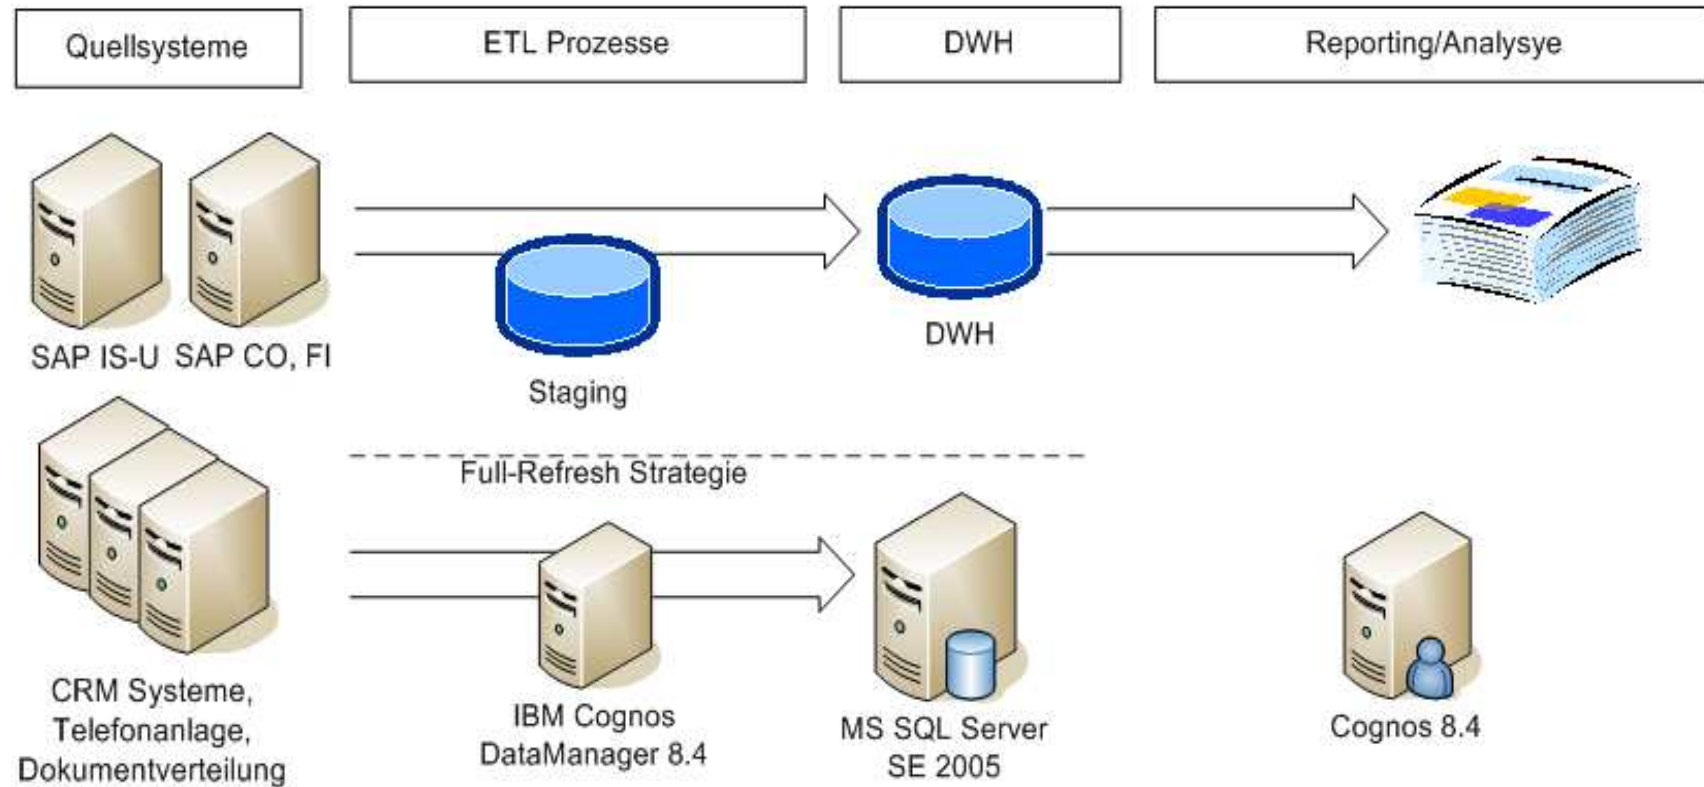 Quellsysteme
ETL Prozesse
DWH
Reporting/Analysye
SAP IS-U
SAP CO, FI
Staging
DWH
Full-Refresh Strategie
CRM Systeme,
Telefonanlage,
Dokumentverteilung
IBM Cognos
DataManager 8.4
MS SQL Server
SE 2005
Cognos 8.4